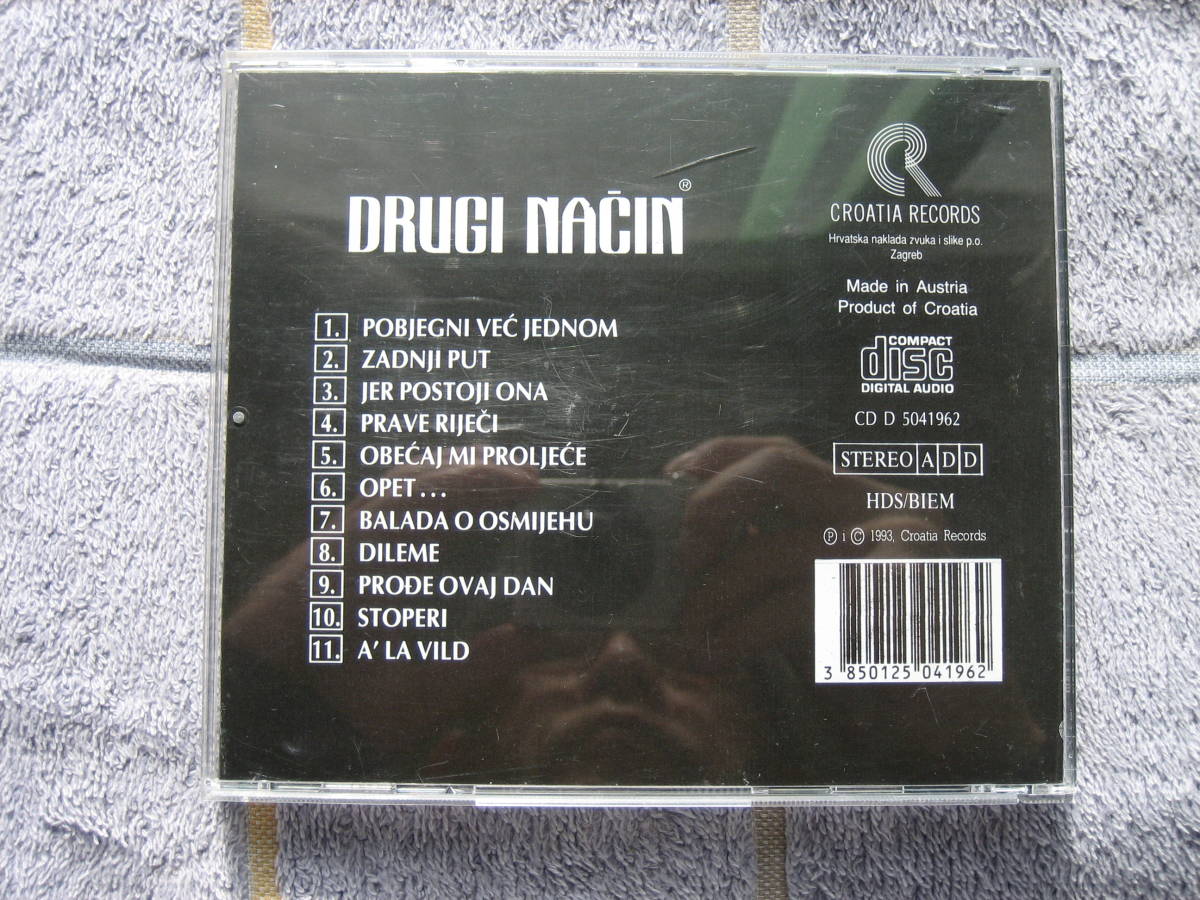 DRUGI NAČIN®
1. POBJEGNI VEĆ JEDNOM
2. ZADNJI PUT
3. JER POSTOJI ONA
4. PRAVE RIJEČI
5. OBEĆAJ MI PROLJEĆE
6. OPET...
7. BALADA O OSMIJEHU
8. DILEME
9. PROĐE OVAJ DAN
10. STOPERI
11. A' LA VILD
CR
CROATIA RECORDS
Hrvatska naklada zvuka i slike p.o.
Zagreb
Made in Austria
Product of Croatia
COMPACT
disc
DIGITAL AUDIO
CD D 5041962
STEREO A D D
HDS/BIEM
Ⓟ i © 1993, Croatia Records
3 850125 041962